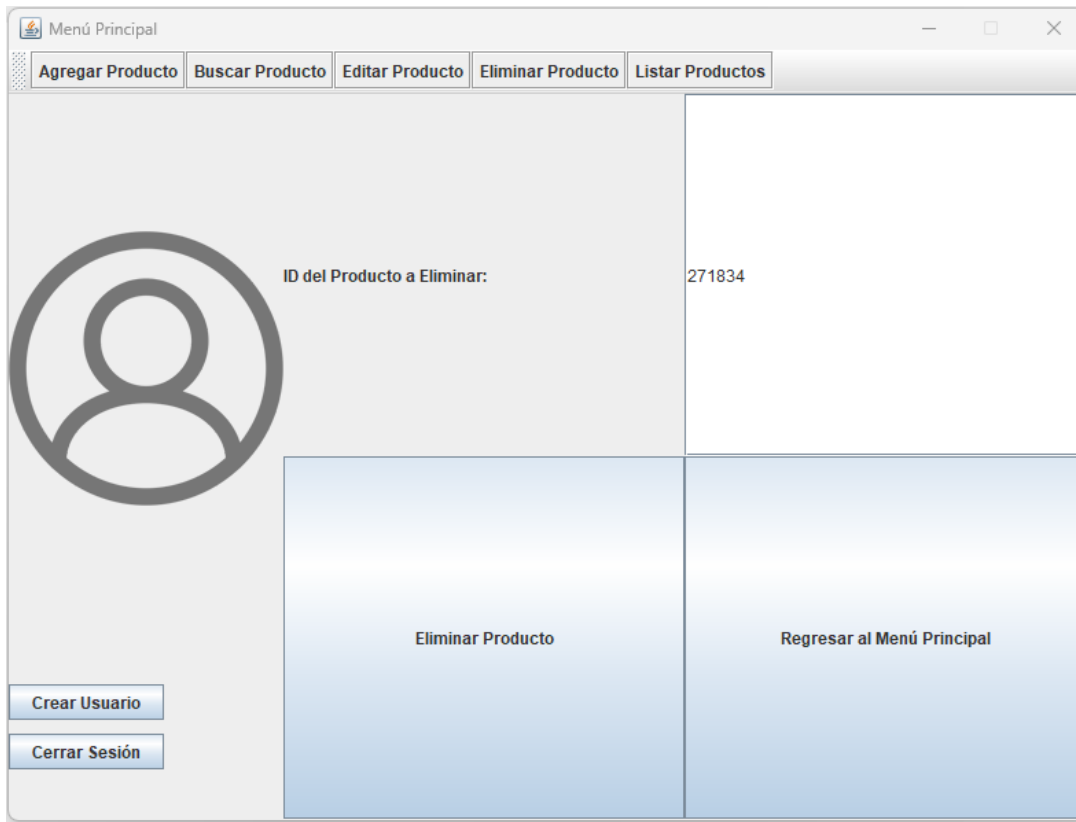 Menú Principal
Agregar Producto Buscar Producto Editar Producto Eliminar Producto Listar Productos
ID del Producto a Eliminar: 271834
Eliminar Producto Regresar al Menú Principal
Crear Usuario
Cerrar Sesión